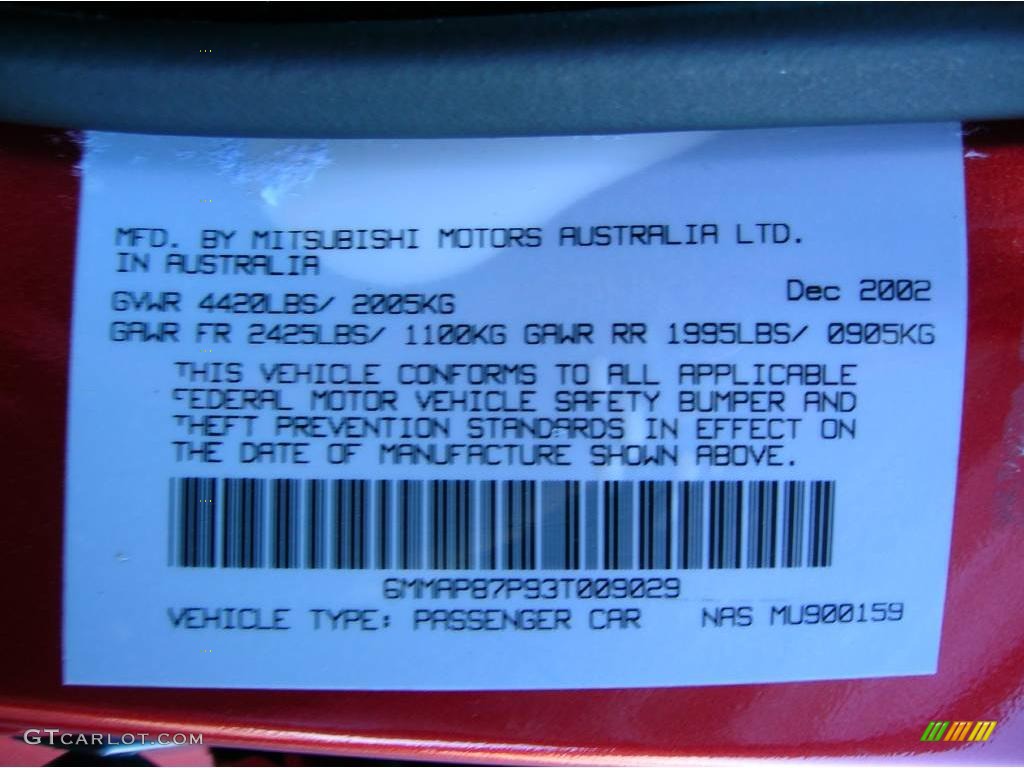 MFD. BY MITSUBISHI MOTORS AUSTRALIA LTD.
IN AUSTRALIA
Dec 2002
GVWR 4420LBS/ 2005KG
GAWR FR 2425LBS/ 1100KG GAWR RR 1995LBS/ 0905KG
THIS VEHICLE CONFORMS TO ALL APPLICABLE
FEDERAL MOTOR VEHICLE SAFETY BUMPER AND
THEFT PREVENTION STANDARDS IN EFFECT ON
THE DATE OF MANUFACTURE SHOWN ABOVE.
6MMAP87P93T009029
VEHICLE TYPE: PASSENGER CAR NAS MU900159
GTCARLOT.COM